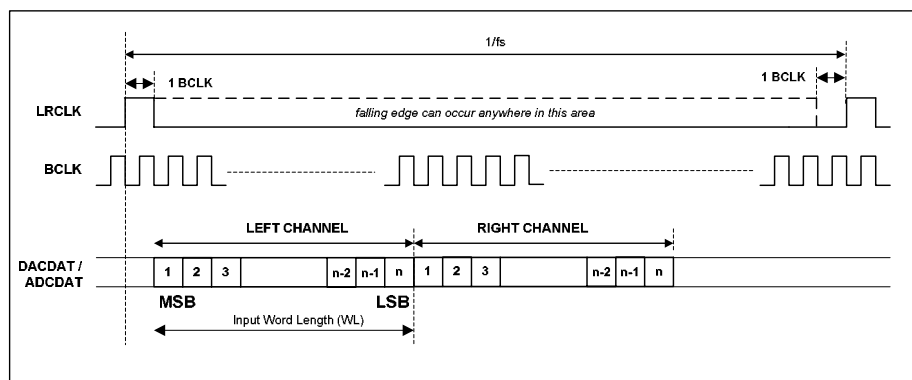 1/fs
1 BCLK
1 BCLK
LRCLK
falling edge can occur anywhere in this area
BCLK
LEFT CHANNEL
RIGHT CHANNEL
DACDAT /
ADCDAT
1 2 3 n-2 n-1 n 1 2 3 n-2 n-1 n
MSB
LSB
Input Word Length (WL)